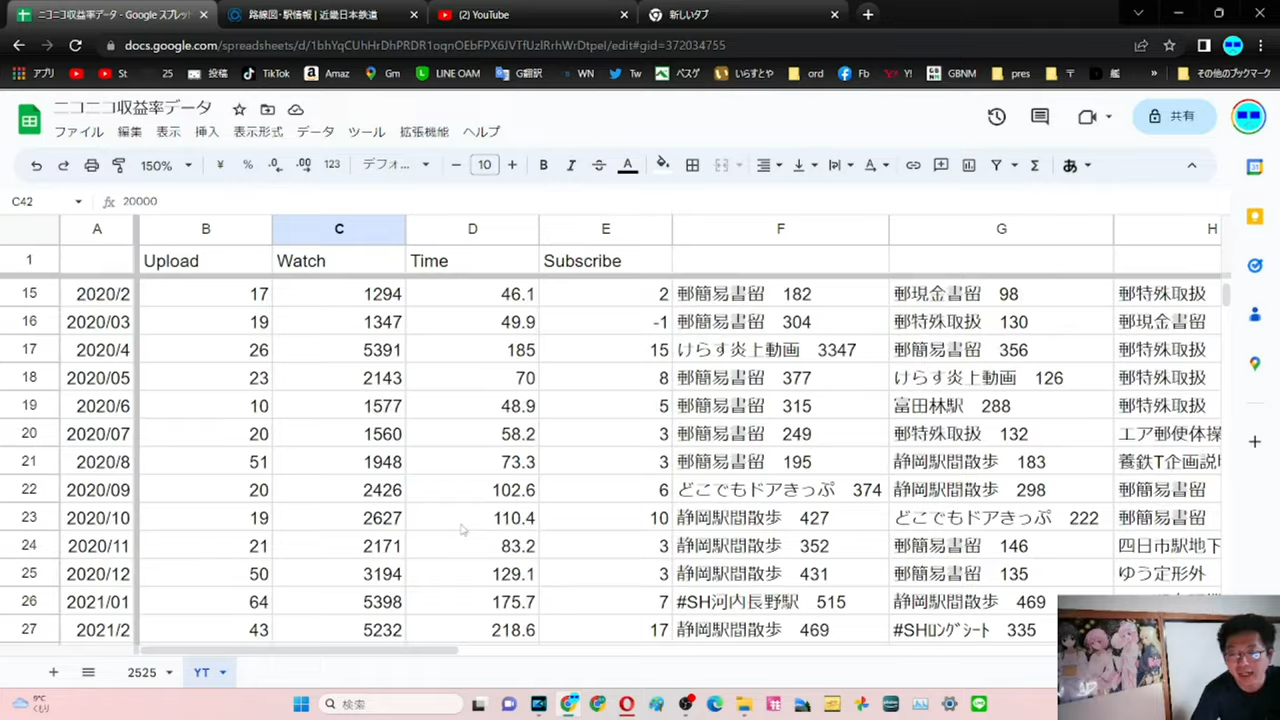 ニコニコ収益率データ - Google スプレット
路線図・駅情報 | 近畿日本鉄道
(2) YouTube
新しいタブ
docs.google.com/spreadsheets/d/1bhYqCUhHrDhPRDR1oqnOEbFPX6JVTfUzlRrhWrDtpeI/edit#gid=372034755
アプリ St 25 投稿 TikTok Amaz Gm LINE OAM G翻訳 WN Tw ベスゲ いらすとや ord Fb Y! GBNM pres 〒 艦 » その他のブックマーク
ニコニコ収益率データ
共有
ファイル 編集 表示 挿入 表示形式 データ ツール 拡張機能 ヘルプ
150% ¥ % .0 .00 123 デフォ... 10 B I A Σ あ
C42 fx 20000
A B C D E F G H
1 Upload Watch Time Subscribe
15 2020/2 17 1294 46.1 2 郵簡易書留 182 郵現金書留 98 郵特殊取扱
16 2020/03 19 1347 49.9 -1 郵簡易書留 304 郵特殊取扱 130 郵現金書留
17 2020/4 26 5391 185 15 けらす炎上動画 3347 郵簡易書留 356 郵特殊取扱
18 2020/05 23 2143 70 8 郵簡易書留 377 けらす炎上動画 126 郵特殊取扱
19 2020/6 10 1577 48.9 5 郵簡易書留 315 富田林駅 288 郵特殊取扱
20 2020/07 20 1560 58.2 3 郵簡易書留 249 郵特殊取扱 132 エア郵便体操
21 2020/8 51 1948 73.3 3 郵簡易書留 195 静岡駅間散歩 183 養鉄T企画説明
22 2020/09 20 2426 102.6 6 どこでもドアきっぷ 374 静岡駅間散歩 298 郵簡易書留
23 2020/10 19 2627 110.4 10 静岡駅間散歩 427 どこでもドアきっぷ 222 郵簡易書留
24 2020/11 21 2171 83.2 3 静岡駅間散歩 352 郵簡易書留 146 四日市駅地下
25 2020/12 50 3194 129.1 3 静岡駅間散歩 431 郵簡易書留 135 ゆう定形外
26 2021/01 64 5398 175.7 7 #SH河内長野駅 515 静岡駅間散歩 469
27 2021/2 43 5232 218.6 17 静岡駅間散歩 469 #SHﾛﾝｸﾞｼｰﾄ 335
2525 YT
9°C
くもり
検索